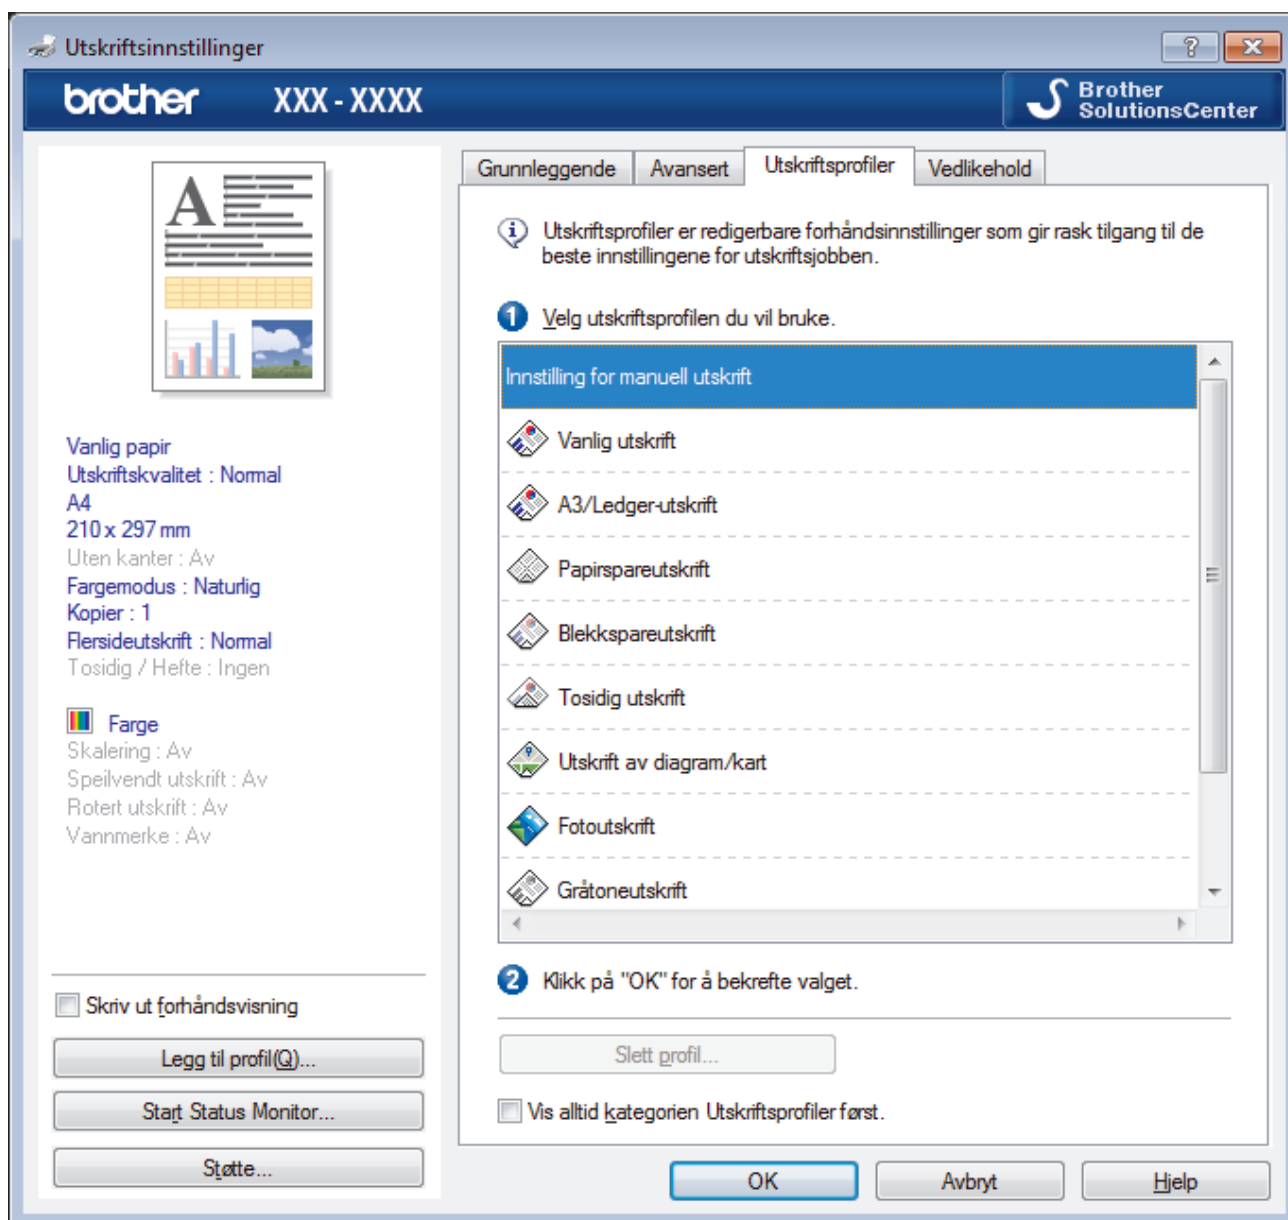 Utskriftsinnstillinger
brother XXX - XXXX
Brother
SolutionsCenter
Grunnleggende Avansert Utskriftsprofiler Vedlikehold
Utskriftsprofiler er redigerbare forhåndsinnstillinger som gir rask tilgang til de
beste innstillingene for utskriftsjobben.
1 Velg utskriftsprofilen du vil bruke.
Innstilling for manuell utskrift
Vanlig utskrift
A3/Ledger-utskrift
Papirspareutskrift
Blekkspareutskrift
Tosidig utskrift
Utskrift av diagram/kart
Fotoutskrift
Gråtoneutskrift
2 Klikk på "OK" for å bekrefte valget.
Slett profil...
Vis alltid kategorien Utskriftsprofiler først.
A
Vanlig papir
Utskriftskvalitet : Normal
A4
210 x 297 mm
Uten kanter : Av
Fargemodus : Naturlig
Kopier : 1
Flersideutskrift : Normal
Tosidig / Hefte : Ingen
Farge
Skalering : Av
Speilvendt utskrift : Av
Rotert utskrift : Av
Vannmerke : Av
Skriv ut forhåndsvisning
Legg til profil(Q)...
Start Status Monitor...
Støtte...
OK Avbryt Hjelp